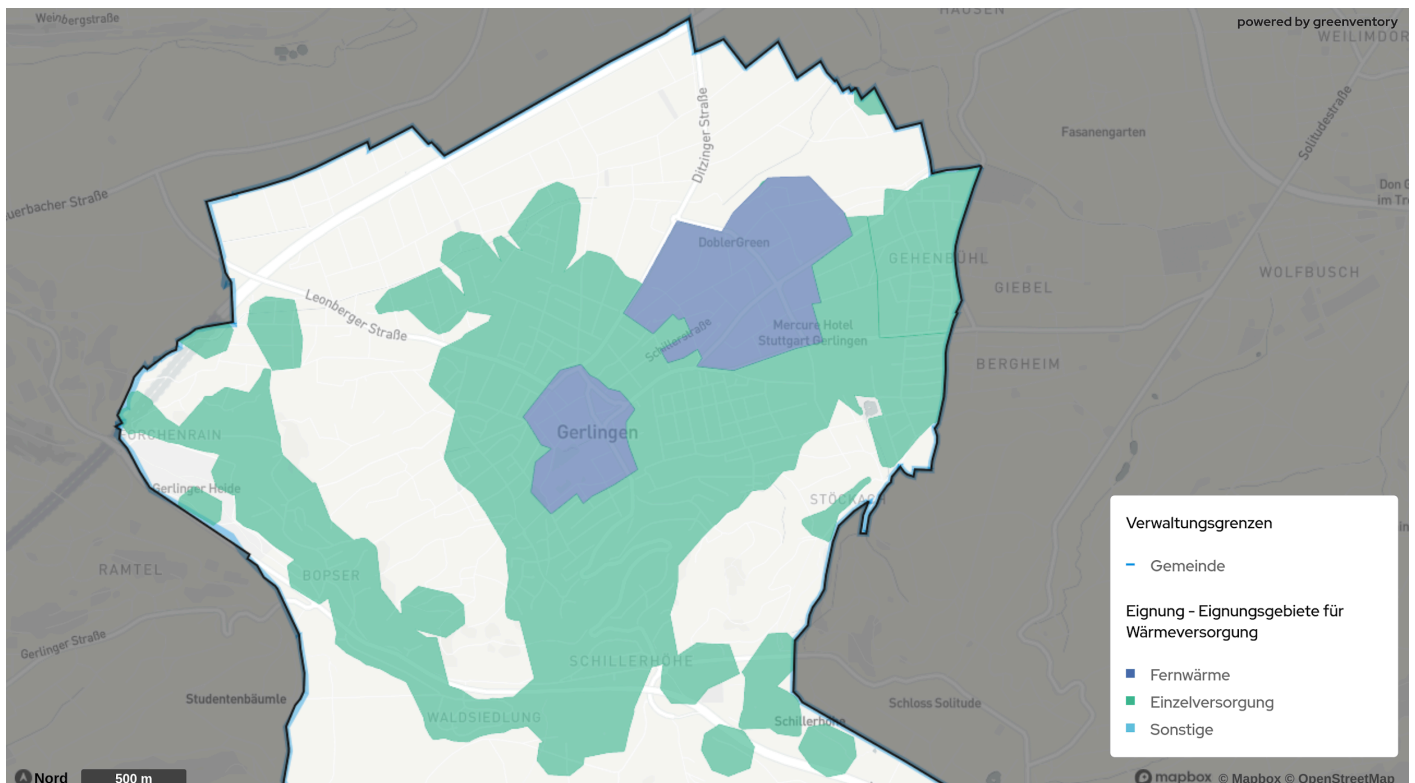 Weinbergstraße
HAUSEN
powered by greenventory
WEILIMDOR
Ditzinger Straße
Solitudestraße
Fasanengarten
uerbacher Straße
Don
im Tr
DoblerGreen
GEHENBÜHL
WOLFBUSCH
GIEBEL
Leonberger Straße
Schillerstraße
Mercure Hotel
Stuttgart Gerlingen
BERGHEIM
Gerlingen
FORCHENRAIN
Gerlinger Heide
STÖCKACH
RAMTEL
BOPSER
Gerlinger Straße
SCHILLERHÖHE
Studentenbäumle
WALDSIEDLUNG
Schillerhöhe
Schloss Solitude
Verwaltungsgrenzen
Gemeinde
Eignung - Eignungsgebiete für
Wärmeversorgung
Fernwärme
Einzelversorgung
Sonstige
Nord
500 m
mapbox © Mapbox © OpenStreetMap